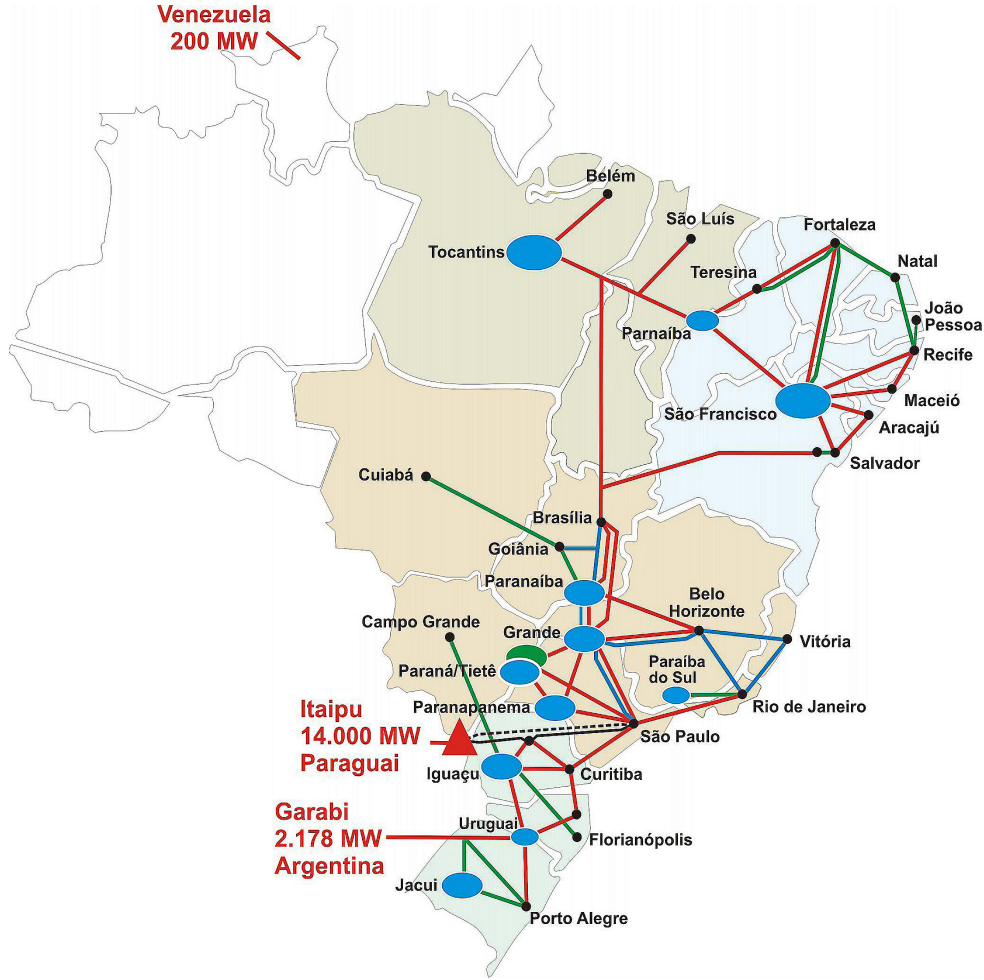 Venezuela
200 MW
Belém
São Luís
Fortaleza
Tocantins
Teresina
Natal
João
Pessoa
Parnaíba
Recife
Maceió
São Francisco
Aracajú
Salvador
Cuiabá
Brasília
Goiânia
Paranaíba
Belo
Horizonte
Campo Grande
Grande
Vitória
Paraná/Tietê
Paraíba
do Sul
Paranapanema
Rio de Janeiro
Itaipu
14.000 MW
Paraguai
São Paulo
Iguaçu
Curitiba
Garabi
2.178 MW
Argentina
Uruguai
Florianópolis
Jacui
Porto Alegre